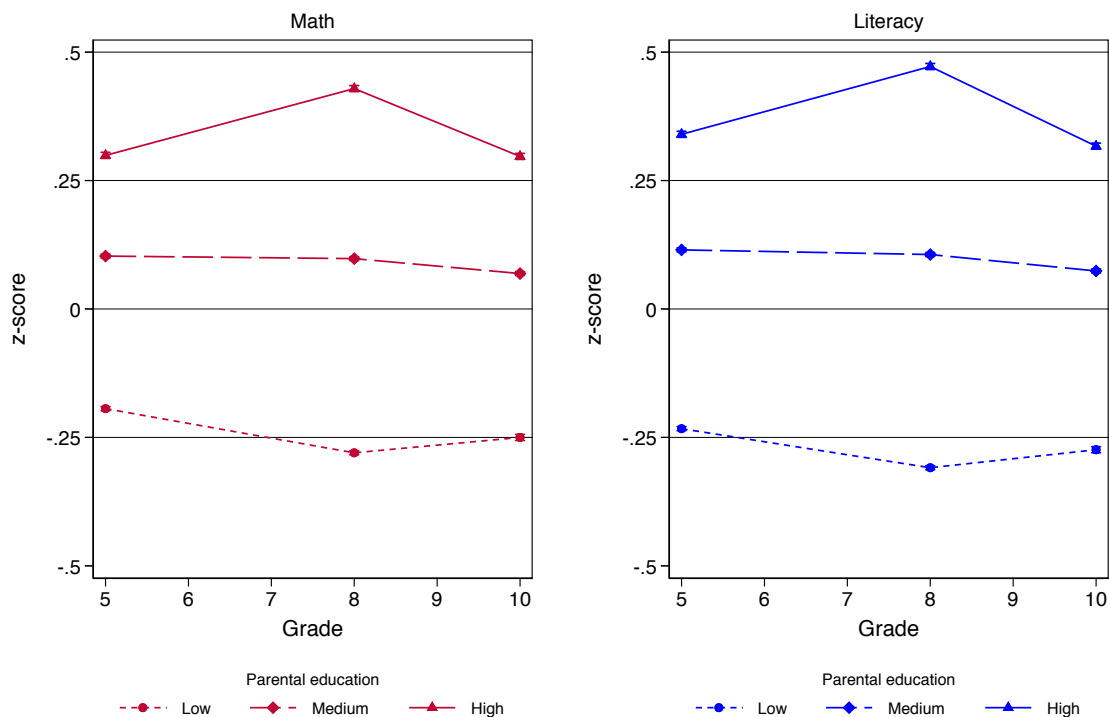 Math
.5
.25
0
-.25
-.5
z-score
5 6 7 8 9 10
Grade
Parental education
Low Medium High
Literacy
.5
.25
0
-.25
-.5
z-score
5 6 7 8 9 10
Grade
Parental education
Low Medium High